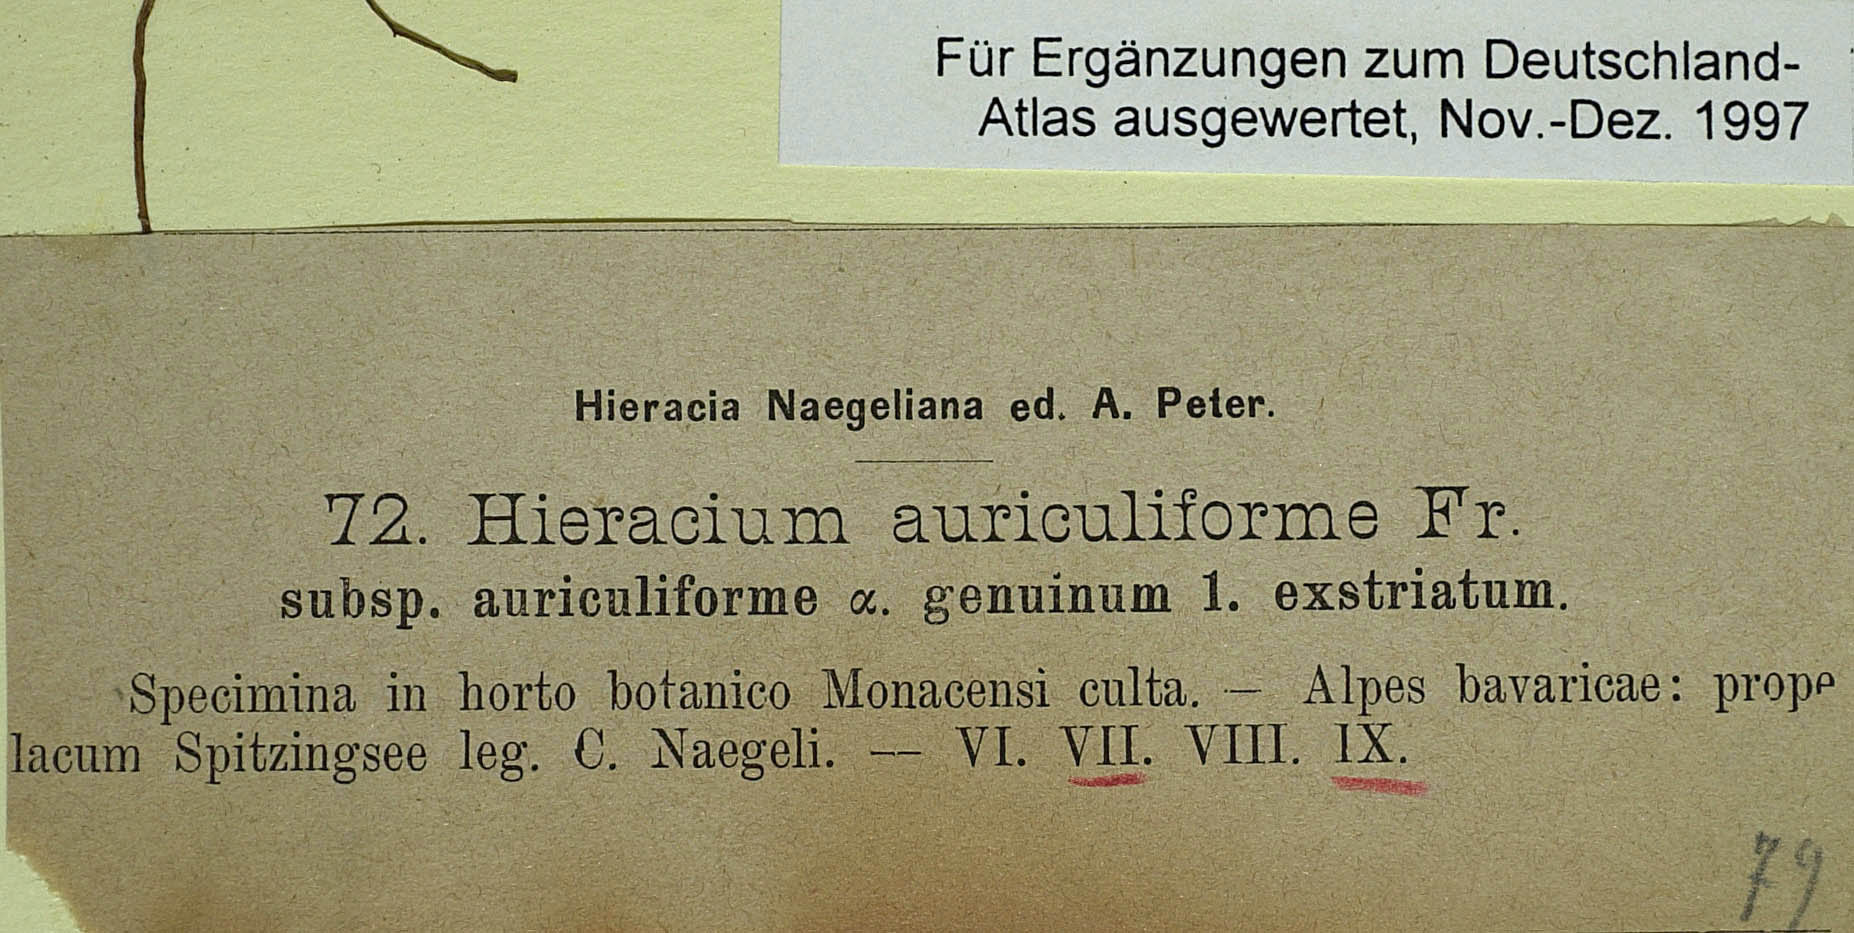 Für Ergänzungen zum Deutschland-
Atlas ausgewertet, Nov.-Dez. 1997
Hieracia Naegeliana ed. A. Peter.
72. Hieracium auriculiforme Fr.
subsp. auriculiforme α. genuinum 1. exstriatum.
Specimina in horto botanico Monacensi culta. — Alpes bavaricae: prope
lacum Spitzingsee leg. C. Naegeli. — VI. VII. VIII. IX.
79